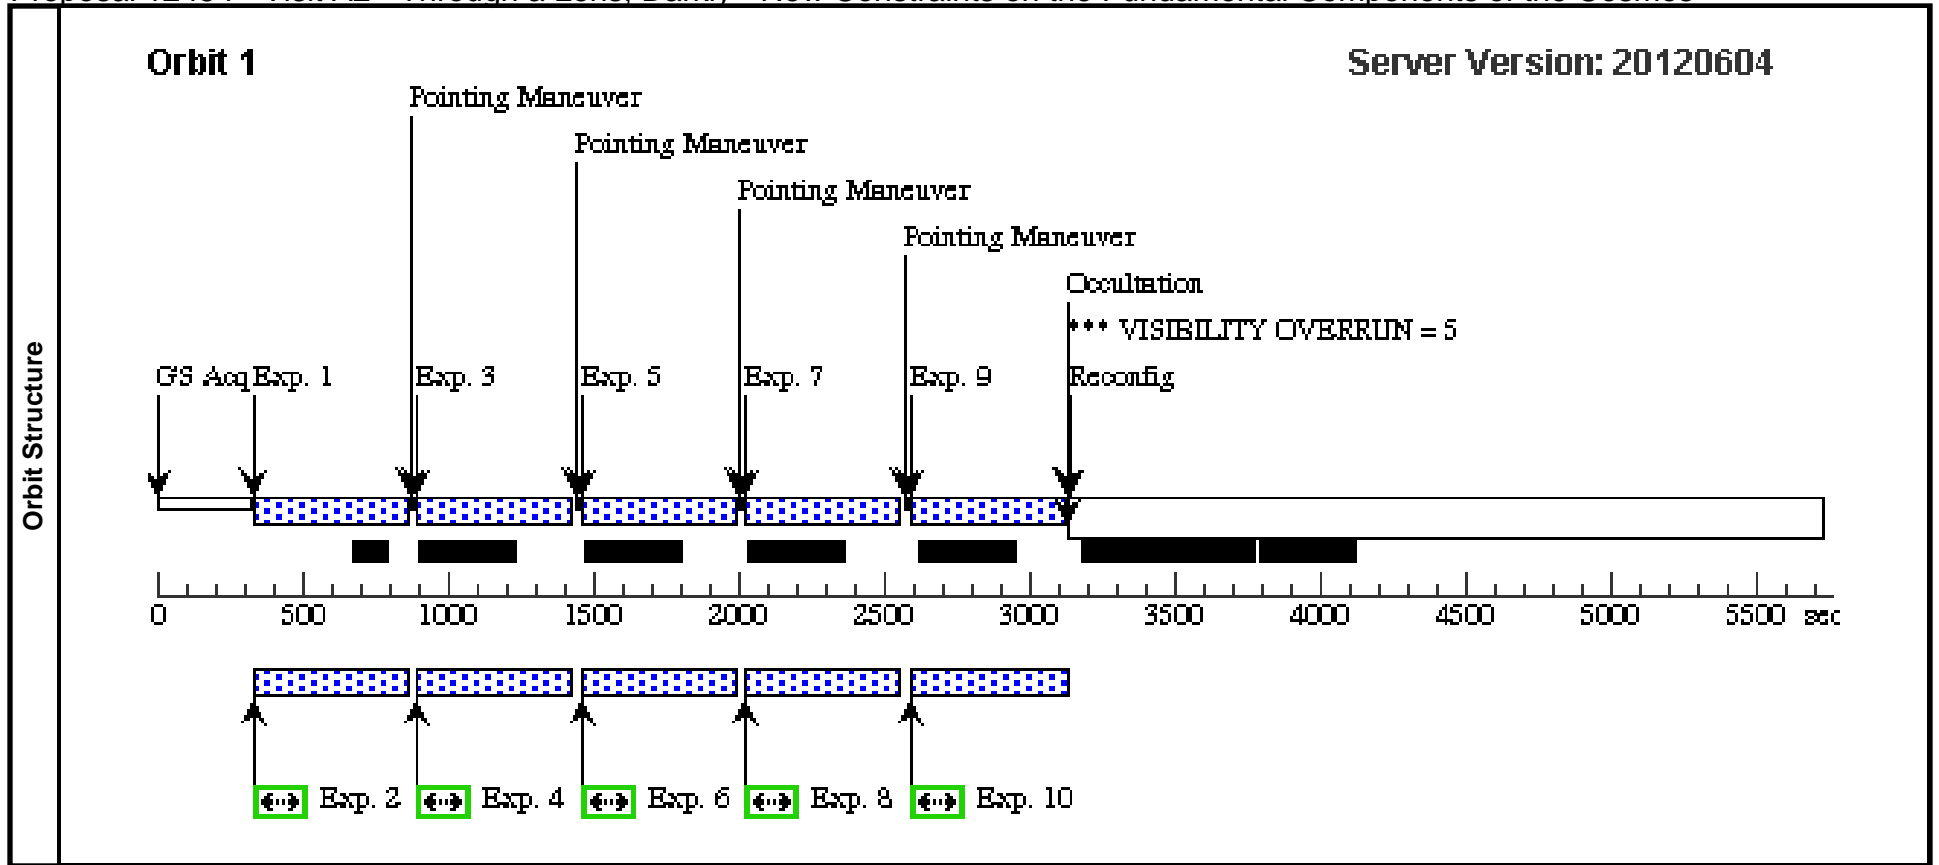 Orbit 1
Server Version: 20120604
Pointing Maneuver
Pointing Maneuver
Pointing Maneuver
Pointing Maneuver
Occultation
*** VISIBILITY OVERRUN = 5
GS Acq Exp. 1 Exp. 3 Exp. 5 Exp. 7 Exp. 9 Reconfig
Orbit Structure
0 500 1000 1500 2000 2500 3000 3500 4000 4500 5000 5500 sec
Exp. 2 Exp. 4 Exp. 6 Exp. 8 Exp. 10